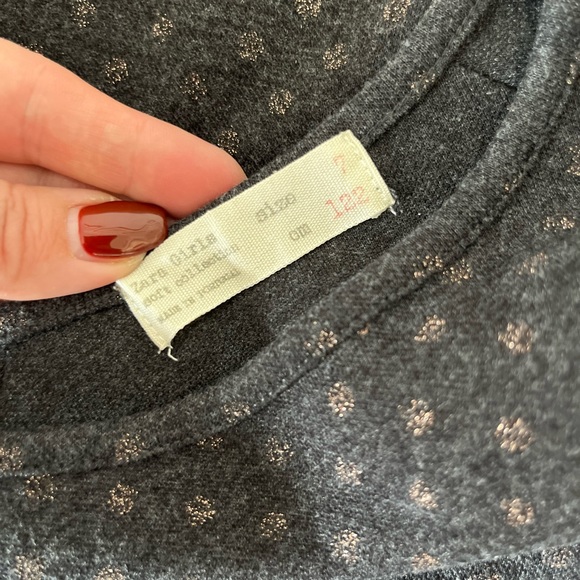 Zara Girls
soft collection
MADE IN PORTUGAL
size 7
CM 122